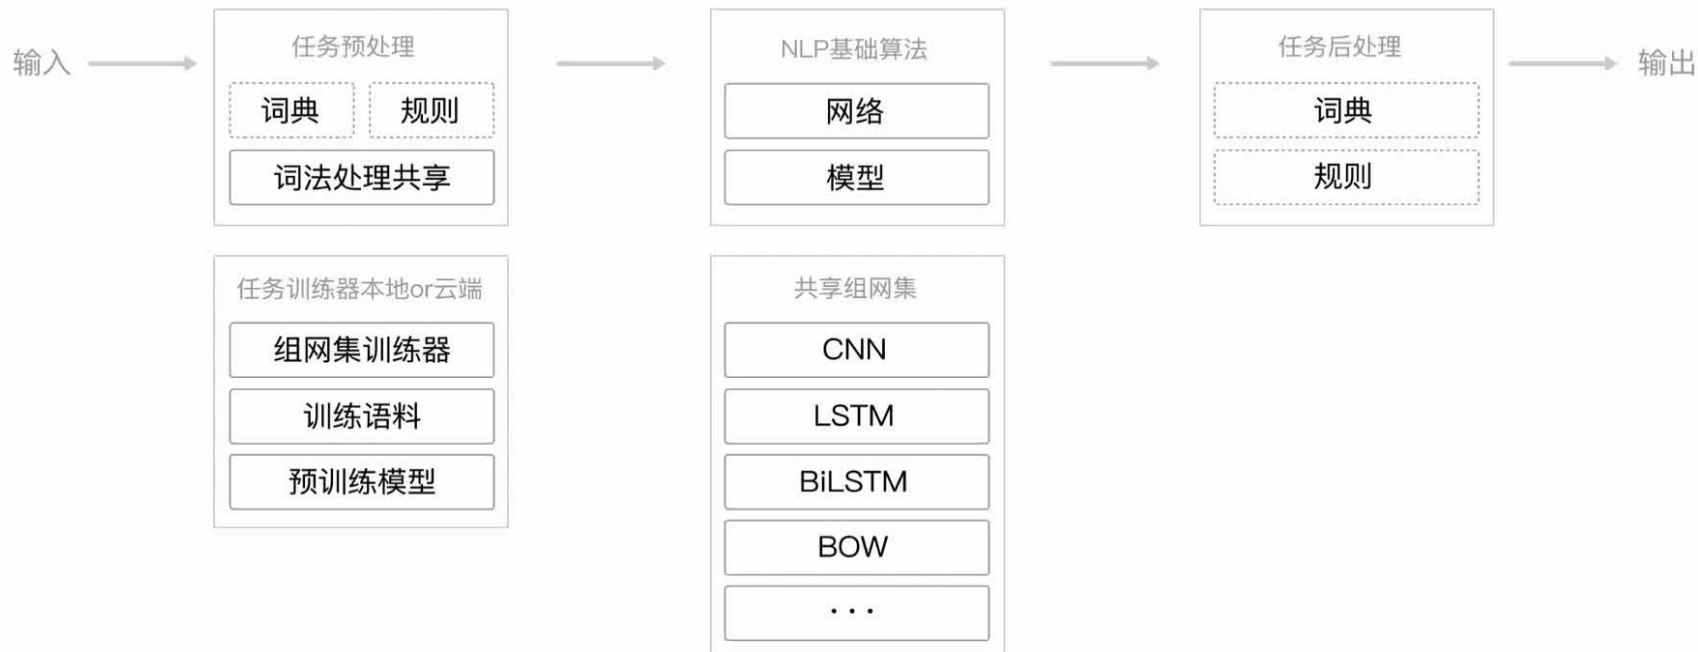 输入
任务预处理
词典 规则
词法处理共享
NLP基础算法
网络
模型
任务后处理
词典
规则
输出
任务训练器本地or云端
组网集训练器
训练语料
预训练模型
共享组网集
CNN
LSTM
BiLSTM
BOW
···